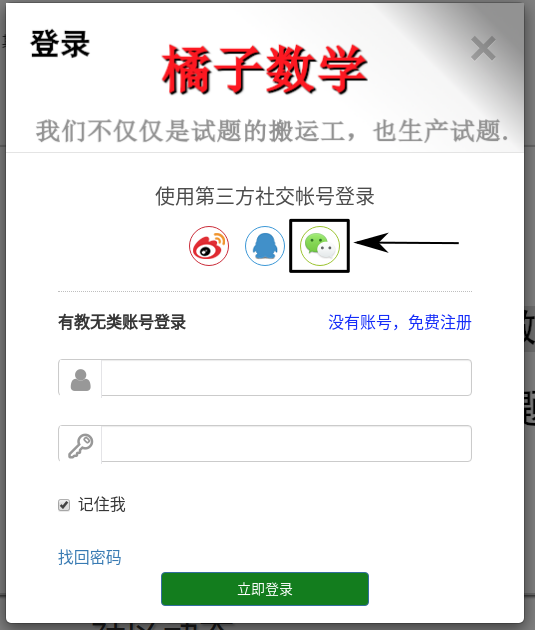 登录
橘子数学
我们不仅仅是试题的搬运工，也生产试题.
使用第三方社交帐号登录
有教无类账号登录
没有账号，免费注册
记住我
找回密码
立即登录